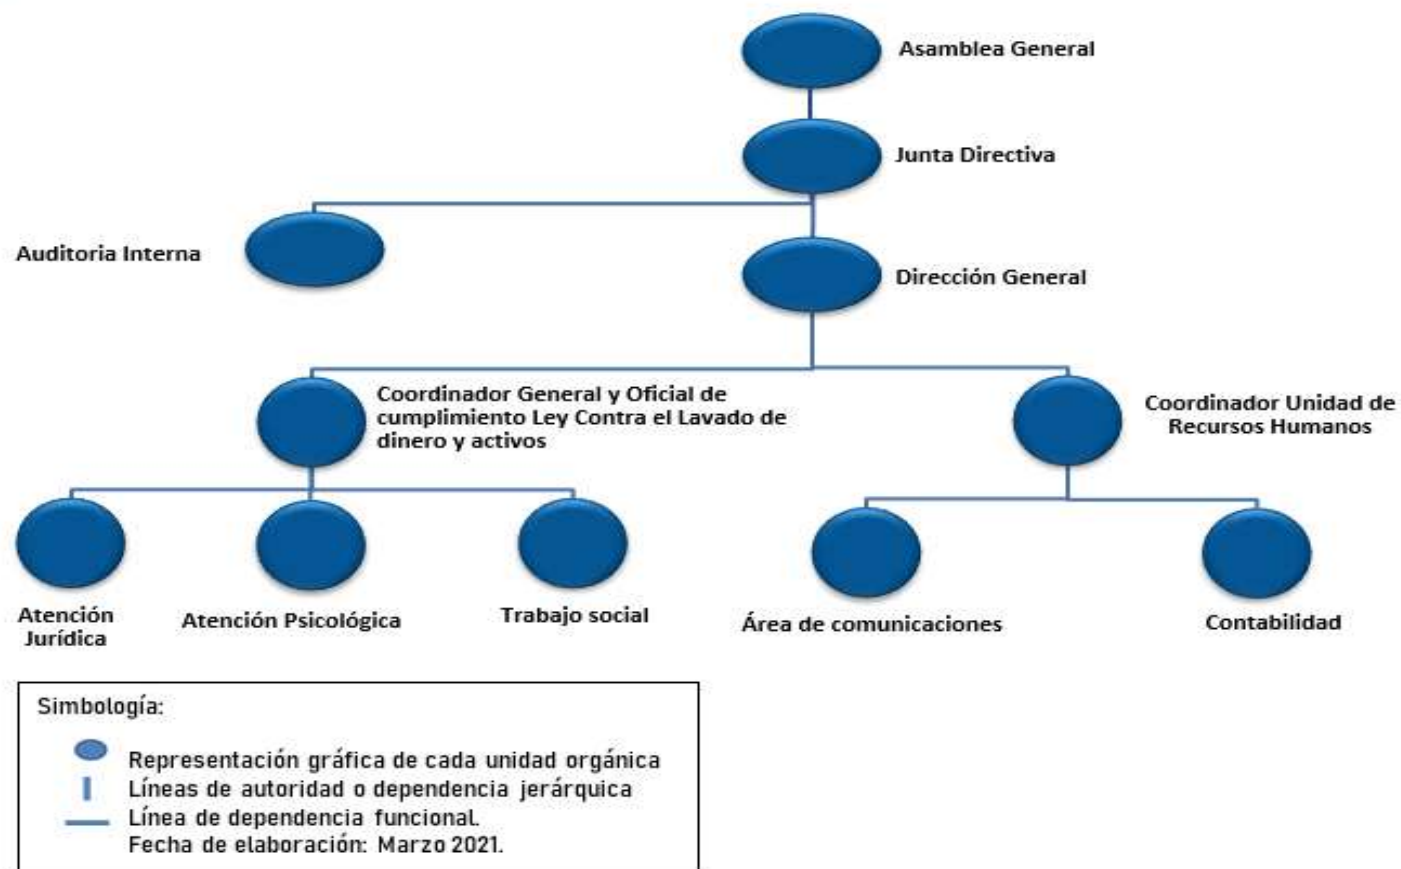 Asamblea General
Junta Directiva
Auditoria Interna
Dirección General
Coordinador General y Oficial de
cumplimiento Ley Contra el Lavado de
dinero y activos
Coordinador Unidad de
Recursos Humanos
Atención
Jurídica
Atención Psicológica
Trabajo social
Área de comunicaciones
Contabilidad
Simbología:
Representación gráfica de cada unidad orgánica
Líneas de autoridad o dependencia jerárquica
Línea de dependencia funcional.
Fecha de elaboración: Marzo 2021.